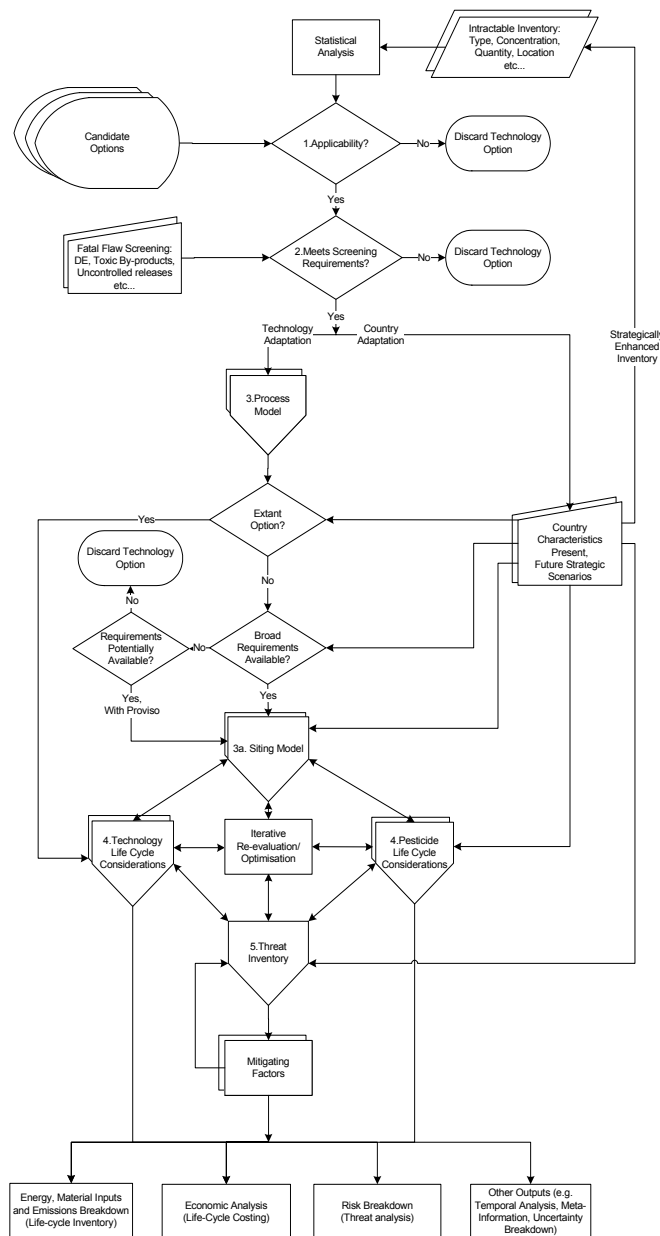 Statistical
Analysis
Intractable Inventory:
Type, Concentration,
Quantity, Location
etc...
Candidate
Options
1.Applicability?
No
Discard Technology
Option
Yes
Fatal Flaw Screening:
DE, Toxic By-products,
Uncontrolled releases
etc...
2.Meets Screening
Requirements?
No
Discard Technology
Option
Yes
Technology
Adaptation
Country
Adaptation
Strategically
Enhanced
Inventory
3.Process
Model
Yes
Extant
Option?
Country
Characteristics
Present,
Future Strategic
Scenarios
Discard Technology
Option
No
No
Requirements
Potentially
Available?
No
Broad
Requirements
Available?
Yes,
With Proviso
Yes
3a. Siting Model
4.Technology
Life Cycle
Considerations
Iterative
Re-evaluation/
Optimisation
4.Pesticide
Life Cycle
Considerations
5.Threat
Inventory
Mitigating
Factors
Energy, Material Inputs
and Emissions Breakdown
(Life-cycle Inventory)
Economic Analysis
(Life-Cycle Costing)
Risk Breakdown
(Threat analysis)
Other Outputs (e.g.
Temporal Analysis, Meta-
Information, Uncertainty
Breakdown)